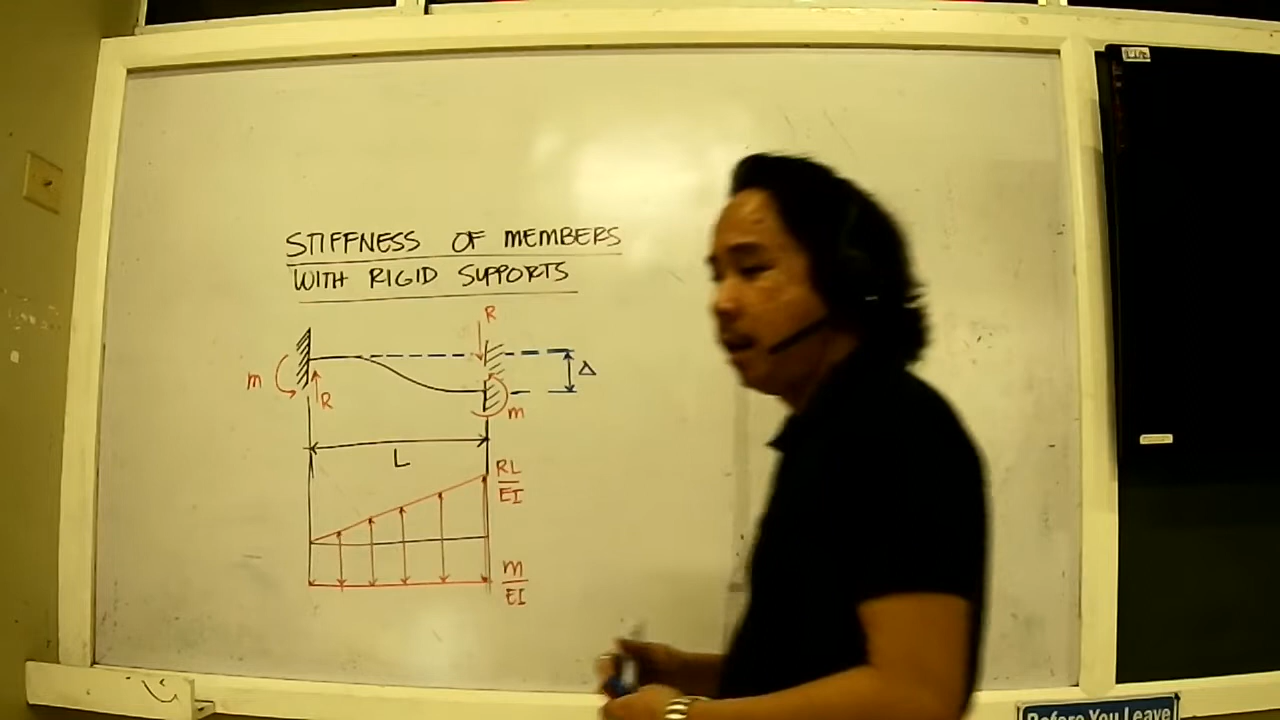 STIFFNESS OF MEMBERS
WITH RIGID SUPPORTS
R
Δ
m
R
m
L
RL
EI
m
EI
Before You Leave